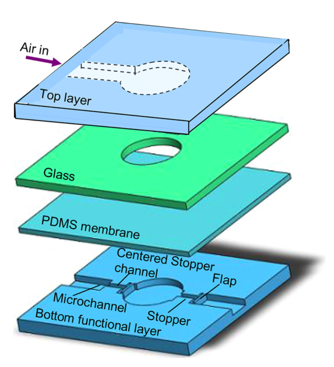 Air in
Top layer
Glass
PDMS membrane
Centered Stopper
channel
Flap
Microchannel
Stopper
Bottom functional layer